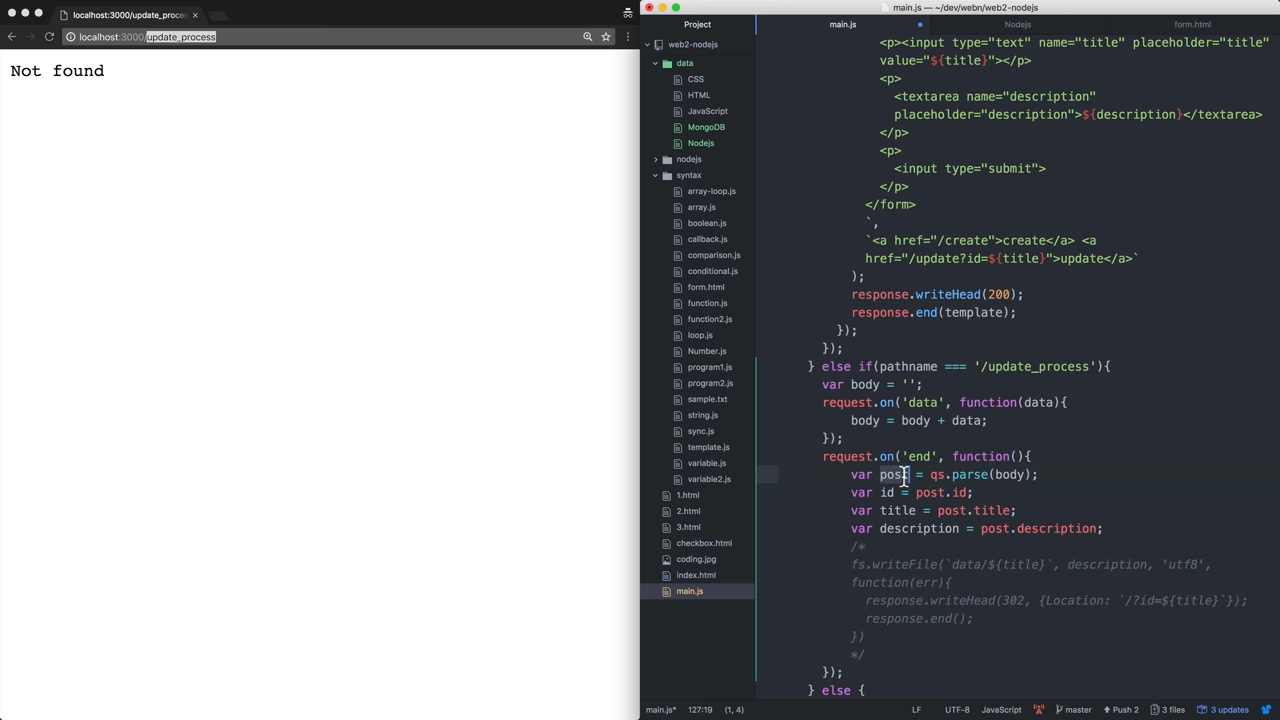 localhost:3000/update_process
localhost:3000/update_process
Not found
main.js — ~/dev/webn/web2-nodejs
Project
main.js
Nodejs
form.html
web2-nodejs
data
CSS
HTML
JavaScript
MongoDB
Nodejs
nodejs
syntax
array-loop.js
array.js
boolean.js
callback.js
comparison.js
conditional.js
form.html
function.js
function2.js
loop.js
Number.js
program1.js
program2.js
sample.txt
string.js
sync.js
template.js
variable.js
variable2.js
1.html
2.html
3.html
checkbox.html
coding.jpg
index.html
main.js
<p><input type="text" name="title" placeholder="title"
value="${title}"></p>
<p>
<textarea name="description"
placeholder="description">${description}</textarea>
</p>
<p>
<input type="submit">
</p>
</form>
`,
`<a href="/create">create</a> <a
href="/update?id=${title}">update</a>`
);
response.writeHead(200);
response.end(template);
});
});
} else if(pathname === '/update_process'){
var body = '';
request.on('data', function(data){
body = body + data;
});
request.on('end', function(){
var post = qs.parse(body);
var id = post.id;
var title = post.title;
var description = post.description;
/*
fs.writeFile(`data/${title}`, description, 'utf8',
function(err){
response.writeHead(302, {Location: `/?id=${title}`});
response.end();
})
*/
});
} else {
main.js* 127:19 (1, 4)
LF UTF-8 JavaScript master Push 2 3 files 3 updates